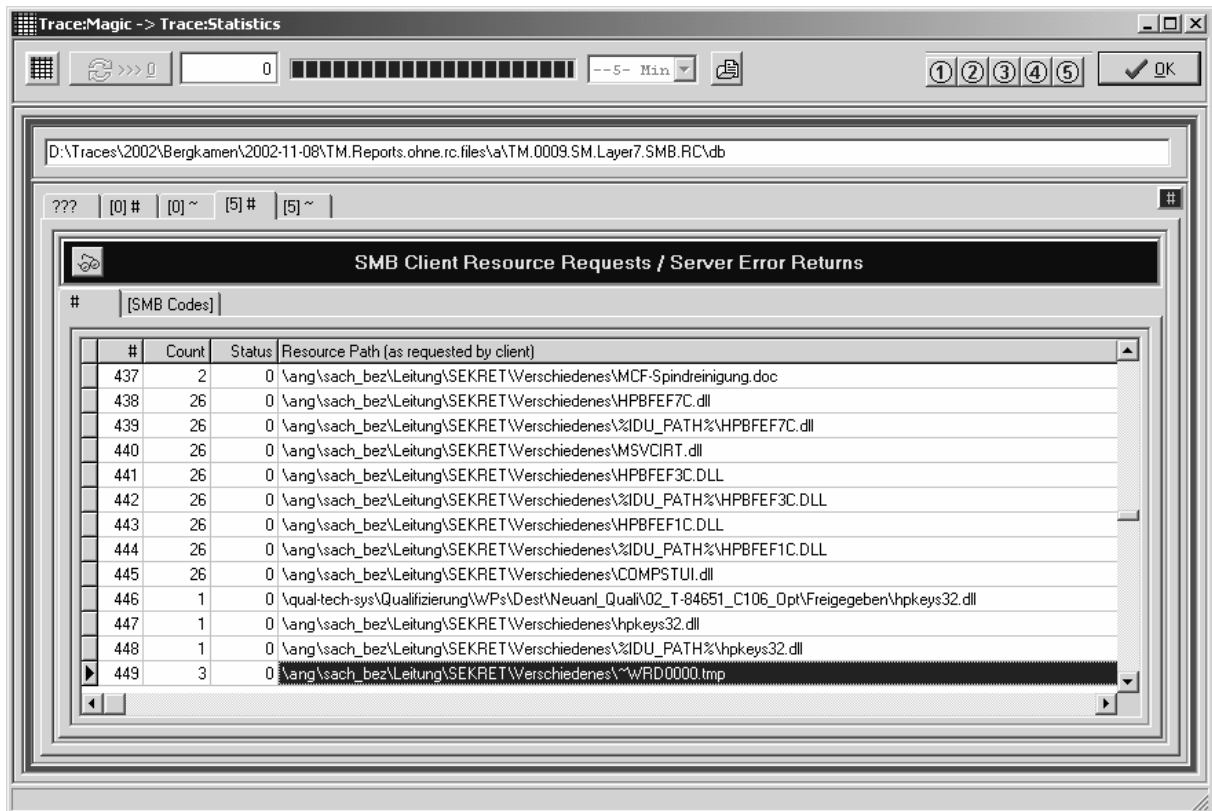 Trace:Magic -> Trace:Statistics
>>> 0 0 --5- Min 1 2 3 4 5 OK
D:\Traces\2002\Bergkamen\2002-11-08\TM.Reports.ohne.rc.files\a\TM.0009.SM.Layer7.SMB.RC\db
??? [0] # [0] ~ [5] # [5] ~ #
SMB Client Resource Requests / Server Error Returns
# [SMB Codes]
# Count Status Resource Path (as requested by client)
437 2 0 \ang\sach_bez\Leitung\SEKRET\Verschiedenes\MCF-Spindreinigung.doc
438 26 0 \ang\sach_bez\Leitung\SEKRET\Verschiedenes\HPBFEF7C.dll
439 26 0 \ang\sach_bez\Leitung\SEKRET\Verschiedenes\%IDU_PATH%\HPBFEF7C.dll
440 26 0 \ang\sach_bez\Leitung\SEKRET\Verschiedenes\MSVCIRT.dll
441 26 0 \ang\sach_bez\Leitung\SEKRET\Verschiedenes\HPBFEF3C.DLL
442 26 0 \ang\sach_bez\Leitung\SEKRET\Verschiedenes\%IDU_PATH%\HPBFEF3C.DLL
443 26 0 \ang\sach_bez\Leitung\SEKRET\Verschiedenes\HPBFEF1C.DLL
444 26 0 \ang\sach_bez\Leitung\SEKRET\Verschiedenes\%IDU_PATH%\HPBFEF1C.DLL
445 26 0 \ang\sach_bez\Leitung\SEKRET\Verschiedenes\COMPSTUI.dll
446 1 0 \qual-tech-sys\Qualifizierung\WPs\Dest\Neuanl_Quali\02_T-84651_C106_Opt\Freigegeben\hpkeys32.dll
447 1 0 \ang\sach_bez\Leitung\SEKRET\Verschiedenes\hpkeys32.dll
448 1 0 \ang\sach_bez\Leitung\SEKRET\Verschiedenes\%IDU_PATH%\hpkeys32.dll
449 3 0 \ang\sach_bez\Leitung\SEKRET\Verschiedenes\~WRD0000.tmp